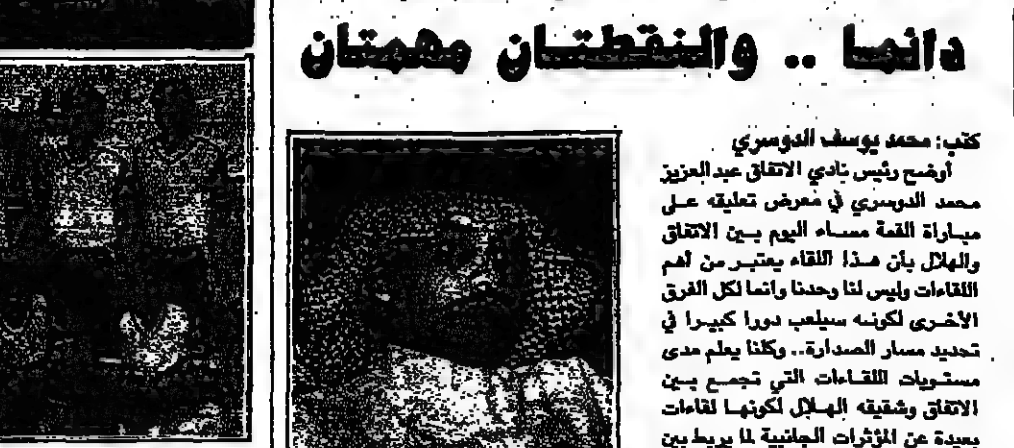 دائما .. والنقطتان مهمتان
كتب: محمد يوسف الدوسري
أوضح رئيس نادي الاتفاق عبدالعزيز
محمد الدوسري في معرض تعليقه على
مباراة القمة مساء اليوم بين الاتفاق
والهلال بأن هذا اللقاء يعتبر من أهم
اللقاءات وليس لنا وحدنا وانما لكل الفرق
الأخرى لكونه سيلعب دورا كبيرا في
تحديد مسار الصدارة.. وكلنا يعلم مدى
مستويات اللقاءات التي تجمع بين
الاتفاق وشقيقه الهلال لكونها لقاءات
بعيدة عن المؤثرات الجانبية لما يربط بين